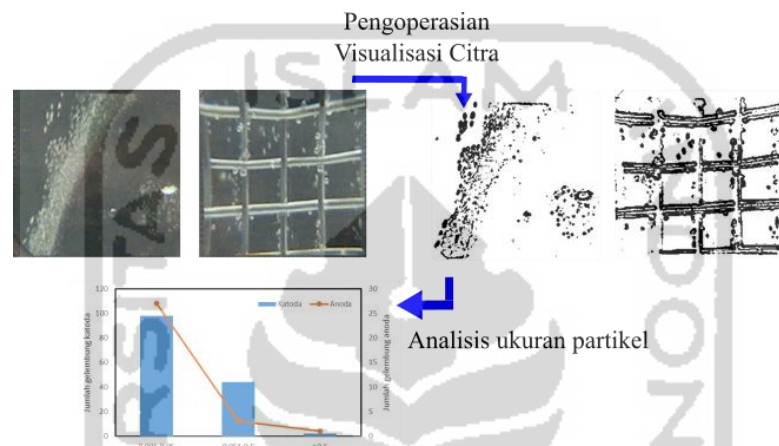 Pengoperasian
Visualisasi Citra
ISLAM
Analisis ukuran partikel
Katoda
Anoda
Jumlah gelembung katoda
Jumlah gelembung anoda
120
100
80
60
40
20
0
30
25
20
15
10
5
0